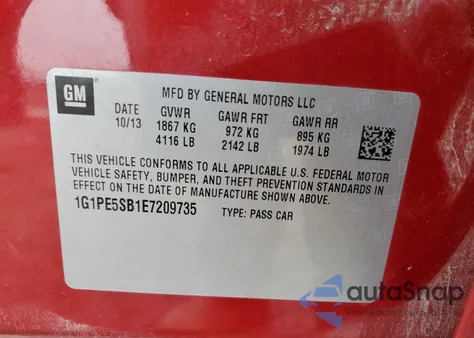 GM
MFD BY GENERAL MOTORS LLC
DATE GVWR GAWR FRT GAWR RR
10/13 1867 KG 972 KG 895 KG
4116 LB 2142 LB 1974 LB
THIS VEHICLE CONFORMS TO ALL APPLICABLE U.S. FEDERAL MOTOR
VEHICLE SAFETY, BUMPER, AND THEFT PREVENTION STANDARDS IN
EFFECT ON THE DATE OF MANUFACTURE SHOWN ABOVE.
1G1PE5SB1E7209735 TYPE: PASS CAR
autoSnap